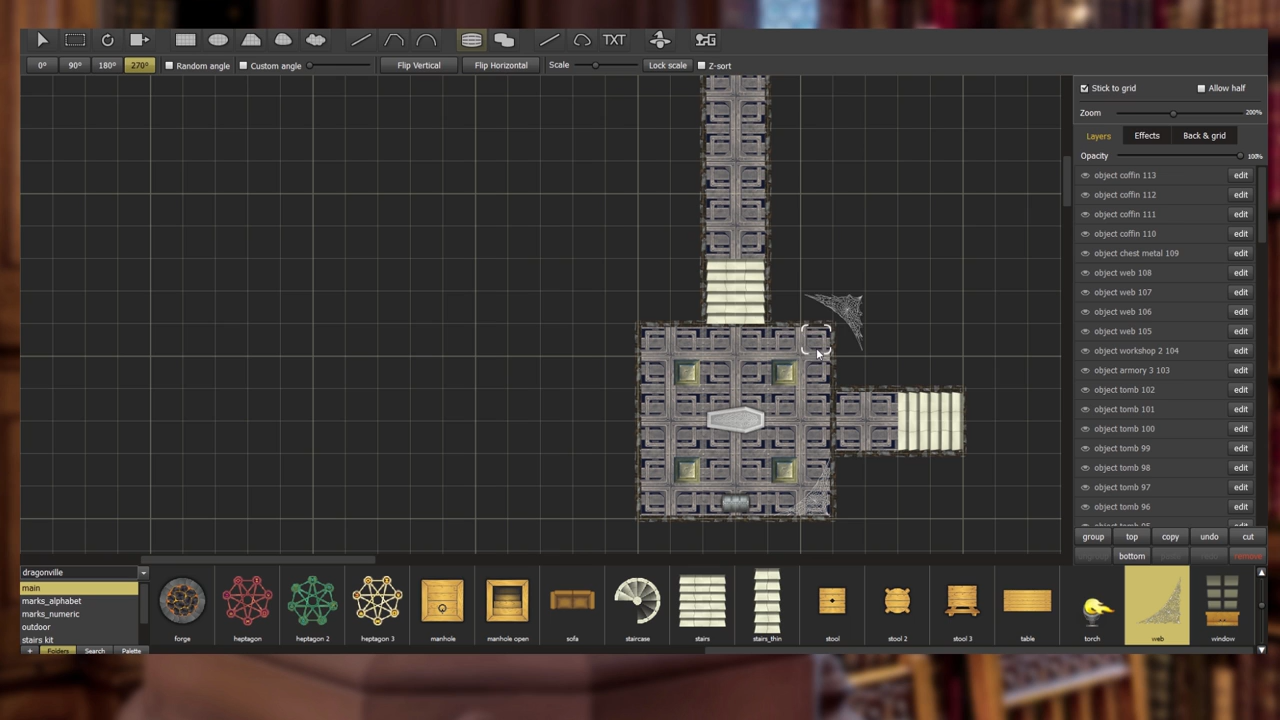 TXT
0° 90° 180° 270° Random angle Custom angle Flip Vertical Flip Horizontal Scale Lock scale Z-sort
Stick to grid Allow half
Zoom 200%
Layers Effects Back & grid
Opacity 100%
object coffin 113 edit
object coffin 112 edit
object coffin 111 edit
object coffin 110 edit
object chest metal 109 edit
object web 108 edit
object web 107 edit
object web 106 edit
object web 105 edit
object workshop 2 104 edit
object armory 3 103 edit
object tomb 102 edit
object tomb 101 edit
object tomb 100 edit
object tomb 99 edit
object tomb 98 edit
object tomb 97 edit
object tomb 96 edit
group top copy undo cut
bottom remove
dragonville
main
marks_alphabet
marks_numeric
outdoor
stairs kit
+ Folders Search Palette
forge heptagon heptagon 2 heptagon 3 manhole manhole open sofa staircase stairs stairs_thin stool stool 2 stool 3 table torch web window